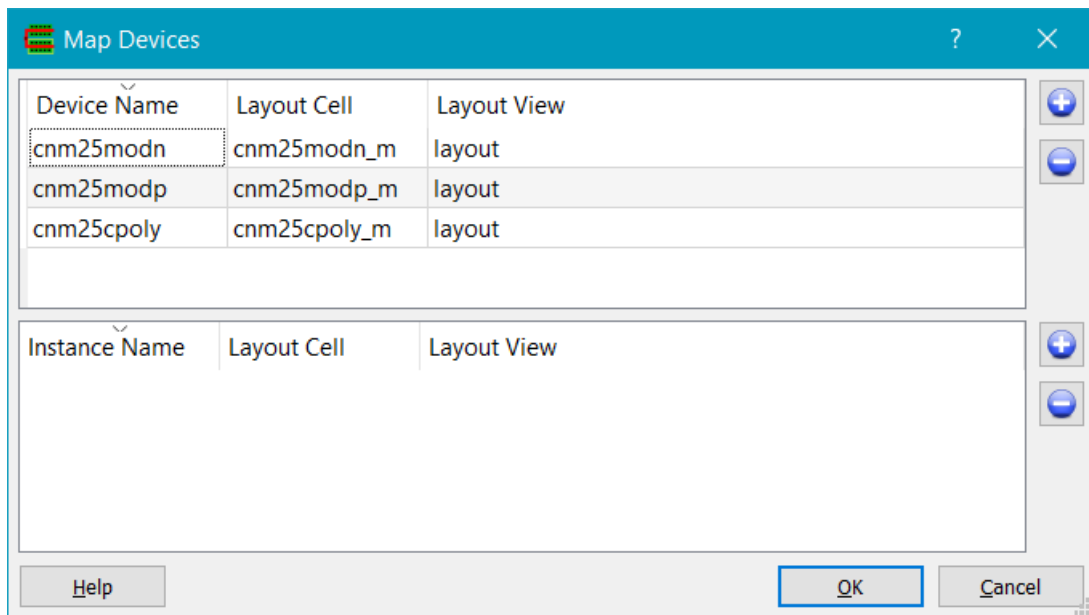 Map Devices ?
Device Name Layout Cell Layout View
cnm25modn cnm25modn_m layout
cnm25modp cnm25modp_m layout
cnm25cpoly cnm25cpoly_m layout
Instance Name Layout Cell Layout View
Help OK Cancel